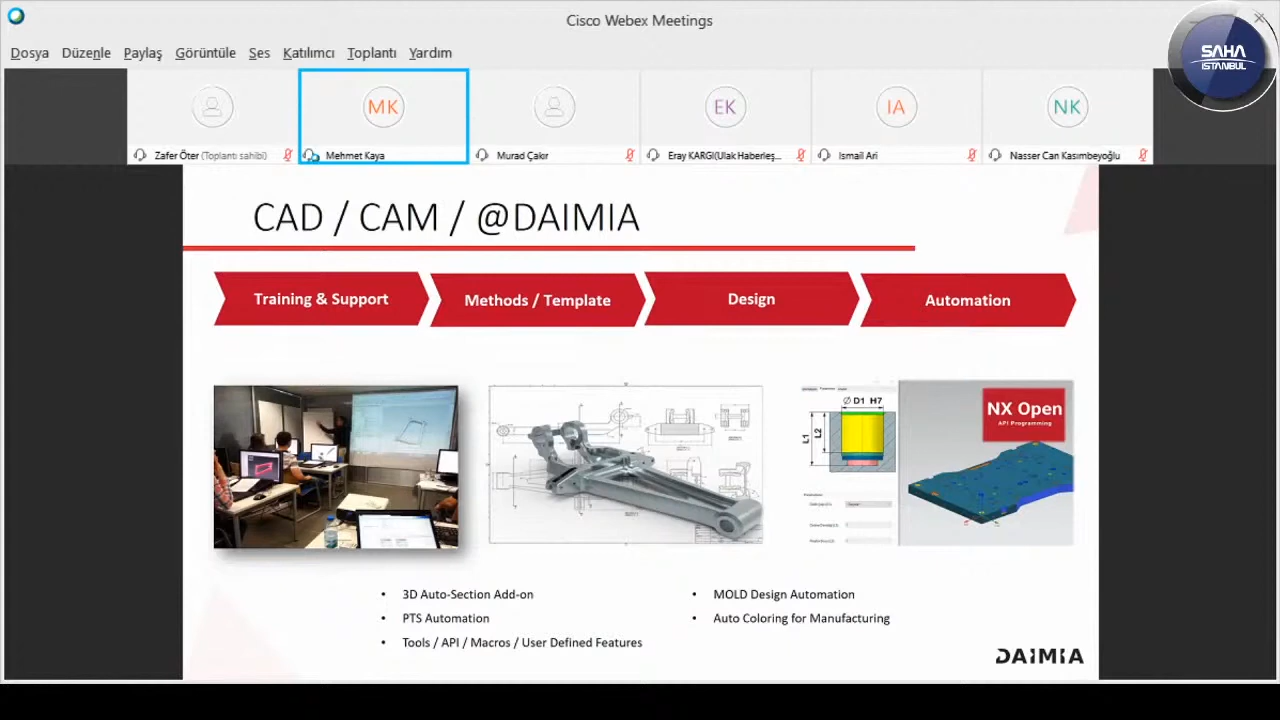 Cisco Webex Meetings
SAHA
İSTANBUL
Dosya Düzenle Paylaş Görüntüle Ses Katılımcı Toplantı Yardım
MK
EK
IA
NK
Zafer Öter (Toplantı sahibi)
Mehmet Kaya
Murad Çakır
Eray KARGI(Ulak Haberleş...
Ismail Ari
Nasser Can Kasımbeyoğlu
CAD / CAM / @DAIMIA
Training & Support
Methods / Template
Design
Automation
Ø D1 H7
L1
L2
NX Open
API Programming
• 3D Auto-Section Add-on
• PTS Automation
• Tools / API / Macros / User Defined Features
• MOLD Design Automation
• Auto Coloring for Manufacturing
DAIMIA